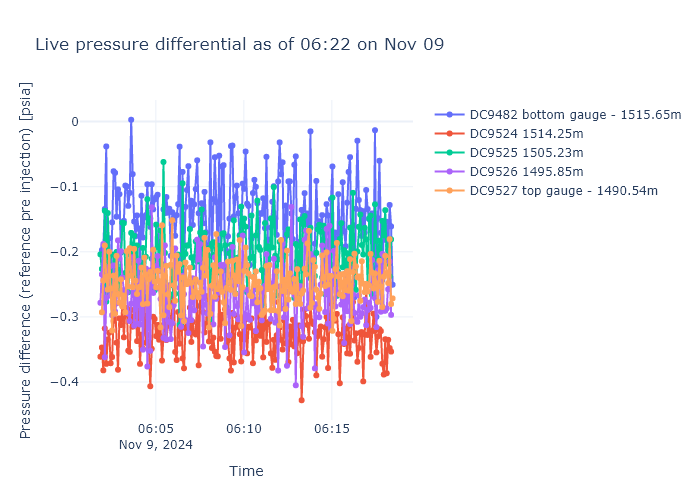 Live pressure differential as of 06:22 on Nov 09
Pressure difference (reference pre injection) [psia]
0
−0.1
−0.2
−0.3
−0.4
06:05
Nov 9, 2024
06:10
06:15
Time
DC9482 bottom gauge - 1515.65m
DC9524 1514.25m
DC9525 1505.23m
DC9526 1495.85m
DC9527 top gauge - 1490.54m